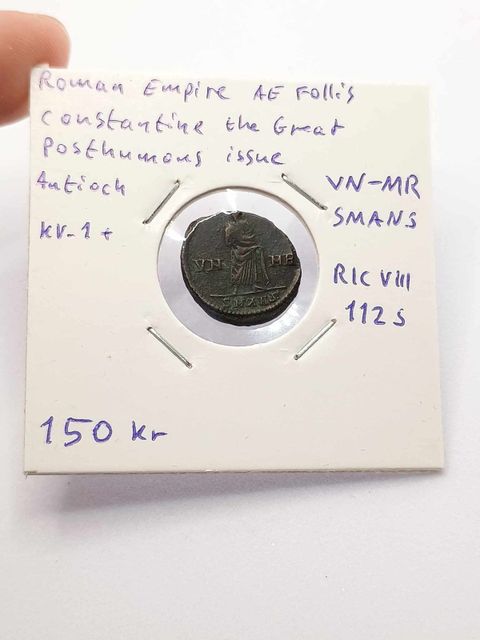 Roman Empire AE Follis
Constantine the Great
Posthumous issue
Antioch
KV-1+
VN-MR
SMANS
RIC VIII
112 S
VN MR
SMANS
150 kr